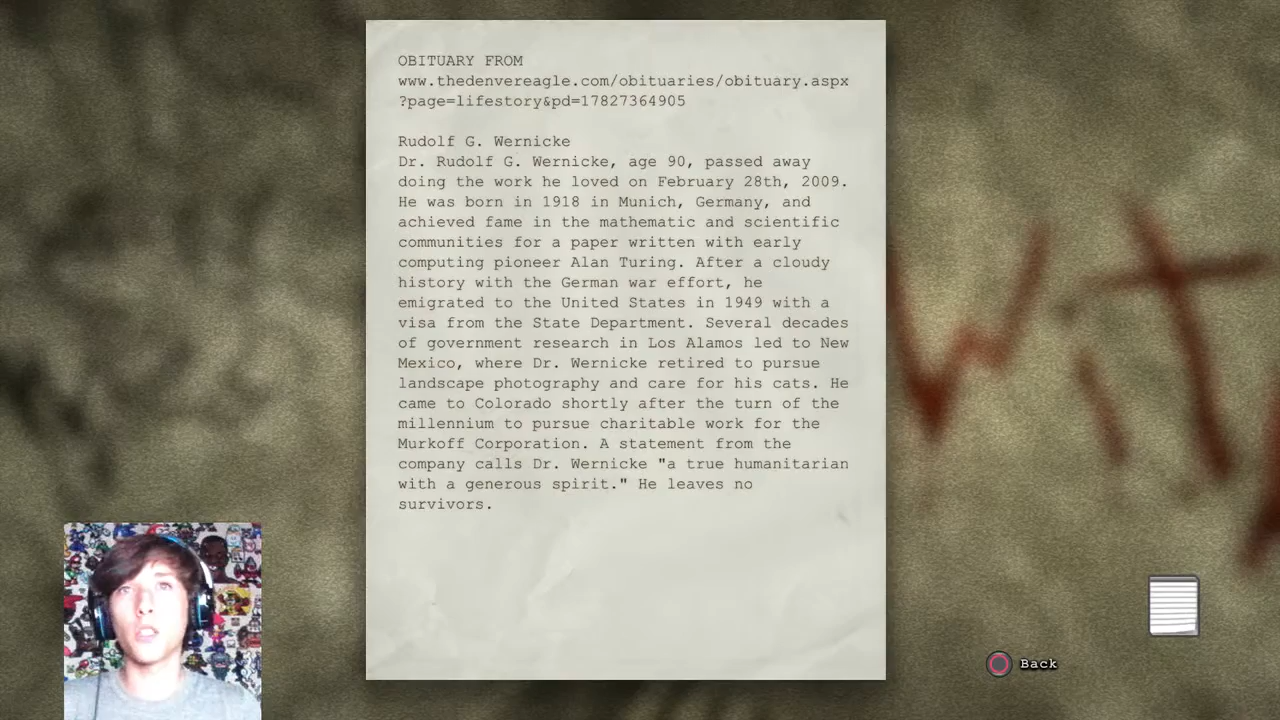 OBITUARY FROM
www.thedenvereagle.com/obituaries/obituary.aspx
?page=lifestory&pd=17827364905
Rudolf G. Wernicke
Dr. Rudolf G. Wernicke, age 90, passed away
doing the work he loved on February 28th, 2009.
He was born in 1918 in Munich, Germany, and
achieved fame in the mathematic and scientific
communities for a paper written with early
computing pioneer Alan Turing. After a cloudy
history with the German war effort, he
emigrated to the United States in 1949 with a
visa from the State Department. Several decades
of government research in Los Alamos led to New
Mexico, where Dr. Wernicke retired to pursue
landscape photography and care for his cats. He
came to Colorado shortly after the turn of the
millennium to pursue charitable work for the
Murkoff Corporation. A statement from the
company calls Dr. Wernicke "a true humanitarian
with a generous spirit." He leaves no
survivors.
WIT
Back